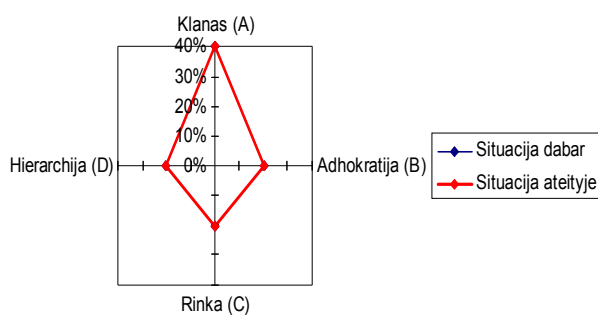 Klanas (A)
40%
30%
20%
10%
Hierarchija (D)
0%
Adhokratija (B)
Rinka (C)
Situacija dabar
Situacija ateityje